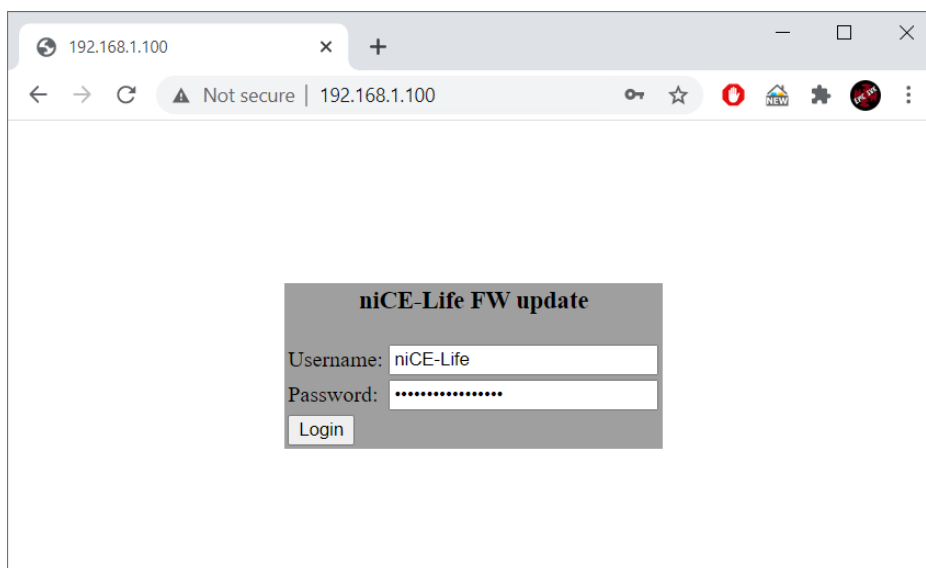 192.168.1.100
Not secure | 192.168.1.100
NEW
niCE-Life FW update
Username: niCE-Life
Password: •••••••••••••••••
Login